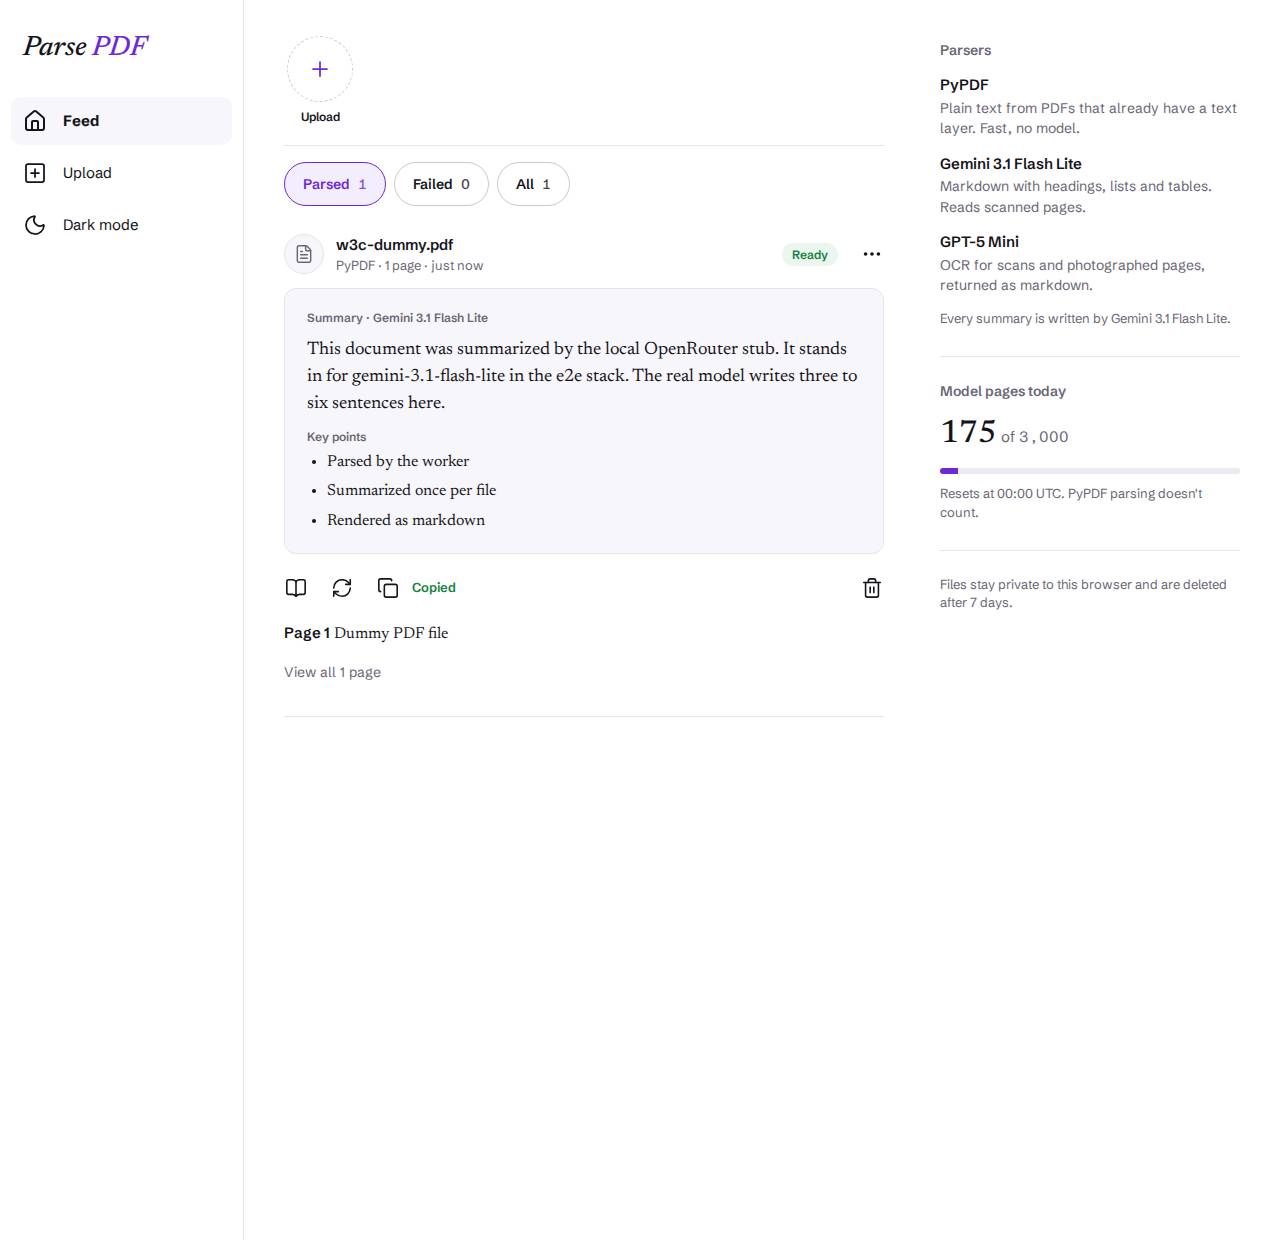 Parse PDF
Feed
Upload
Dark mode
Upload
Parsed 1
Failed 0
All 1
w3c-dummy.pdf
PyPDF · 1 page · just now
Ready
Summary · Gemini 3.1 Flash Lite
This document was summarized by the local OpenRouter stub. It stands
in for gemini-3.1-flash-lite in the e2e stack. The real model writes three to
six sentences here.
Key points
• Parsed by the worker
• Summarized once per file
• Rendered as markdown
Copied
Page 1 Dummy PDF file
View all 1 page
Parsers
PyPDF
Plain text from PDFs that already have a text
layer. Fast, no model.
Gemini 3.1 Flash Lite
Markdown with headings, lists and tables.
Reads scanned pages.
GPT-5 Mini
OCR for scans and photographed pages,
returned as markdown.
Every summary is written by Gemini 3.1 Flash Lite.
Model pages today
175 of 3,000
Resets at 00:00 UTC. PyPDF parsing doesn't
count.
Files stay private to this browser and are deleted
after 7 days.